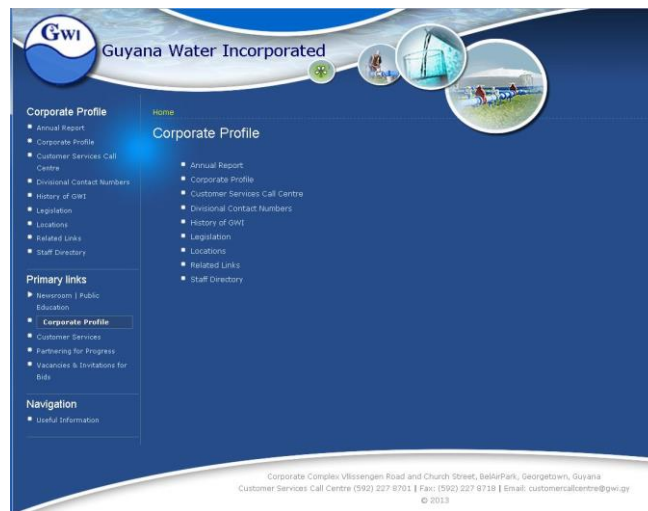 GWI
Guyana Water Incorporated
Corporate Profile
Annual Report
Corporate Profile
Customer Services Call
Centre
Divisional Contact Numbers
History of GWI
Legislation
Locations
Related Links
Staff Directory
Primary links
Newsroom | Public
Education
Corporate Profile
Customer Services
Partnering for Progress
Vacancies & Invitations for
Bids
Navigation
Useful Information
Home
Corporate Profile
Annual Report
Corporate Profile
Customer Services Call Centre
Divisional Contact Numbers
History of GWI
Legislation
Locations
Related Links
Staff Directory
Corporate Complex Vlissengen Road and Church Street, BelAirPark, Georgetown, Guyana
Customer Services Call Centre (592) 227 8701 | Fax: (592) 227 8718 | Email: customercallcentre@gwi.gy
© 2013